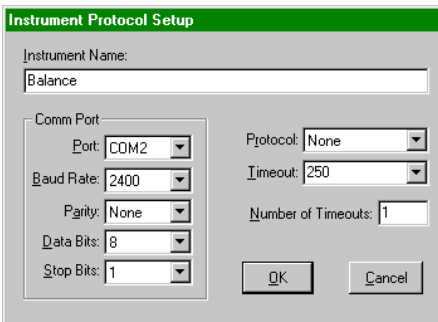 Instrument Protocol Setup
Instrument Name:
Balance
Comm Port
Port: COM2
Baud Rate: 2400
Parity: None
Data Bits: 8
Stop Bits: 1
Protocol: None
Timeout: 250
Number of Timeouts: 1
OK
Cancel